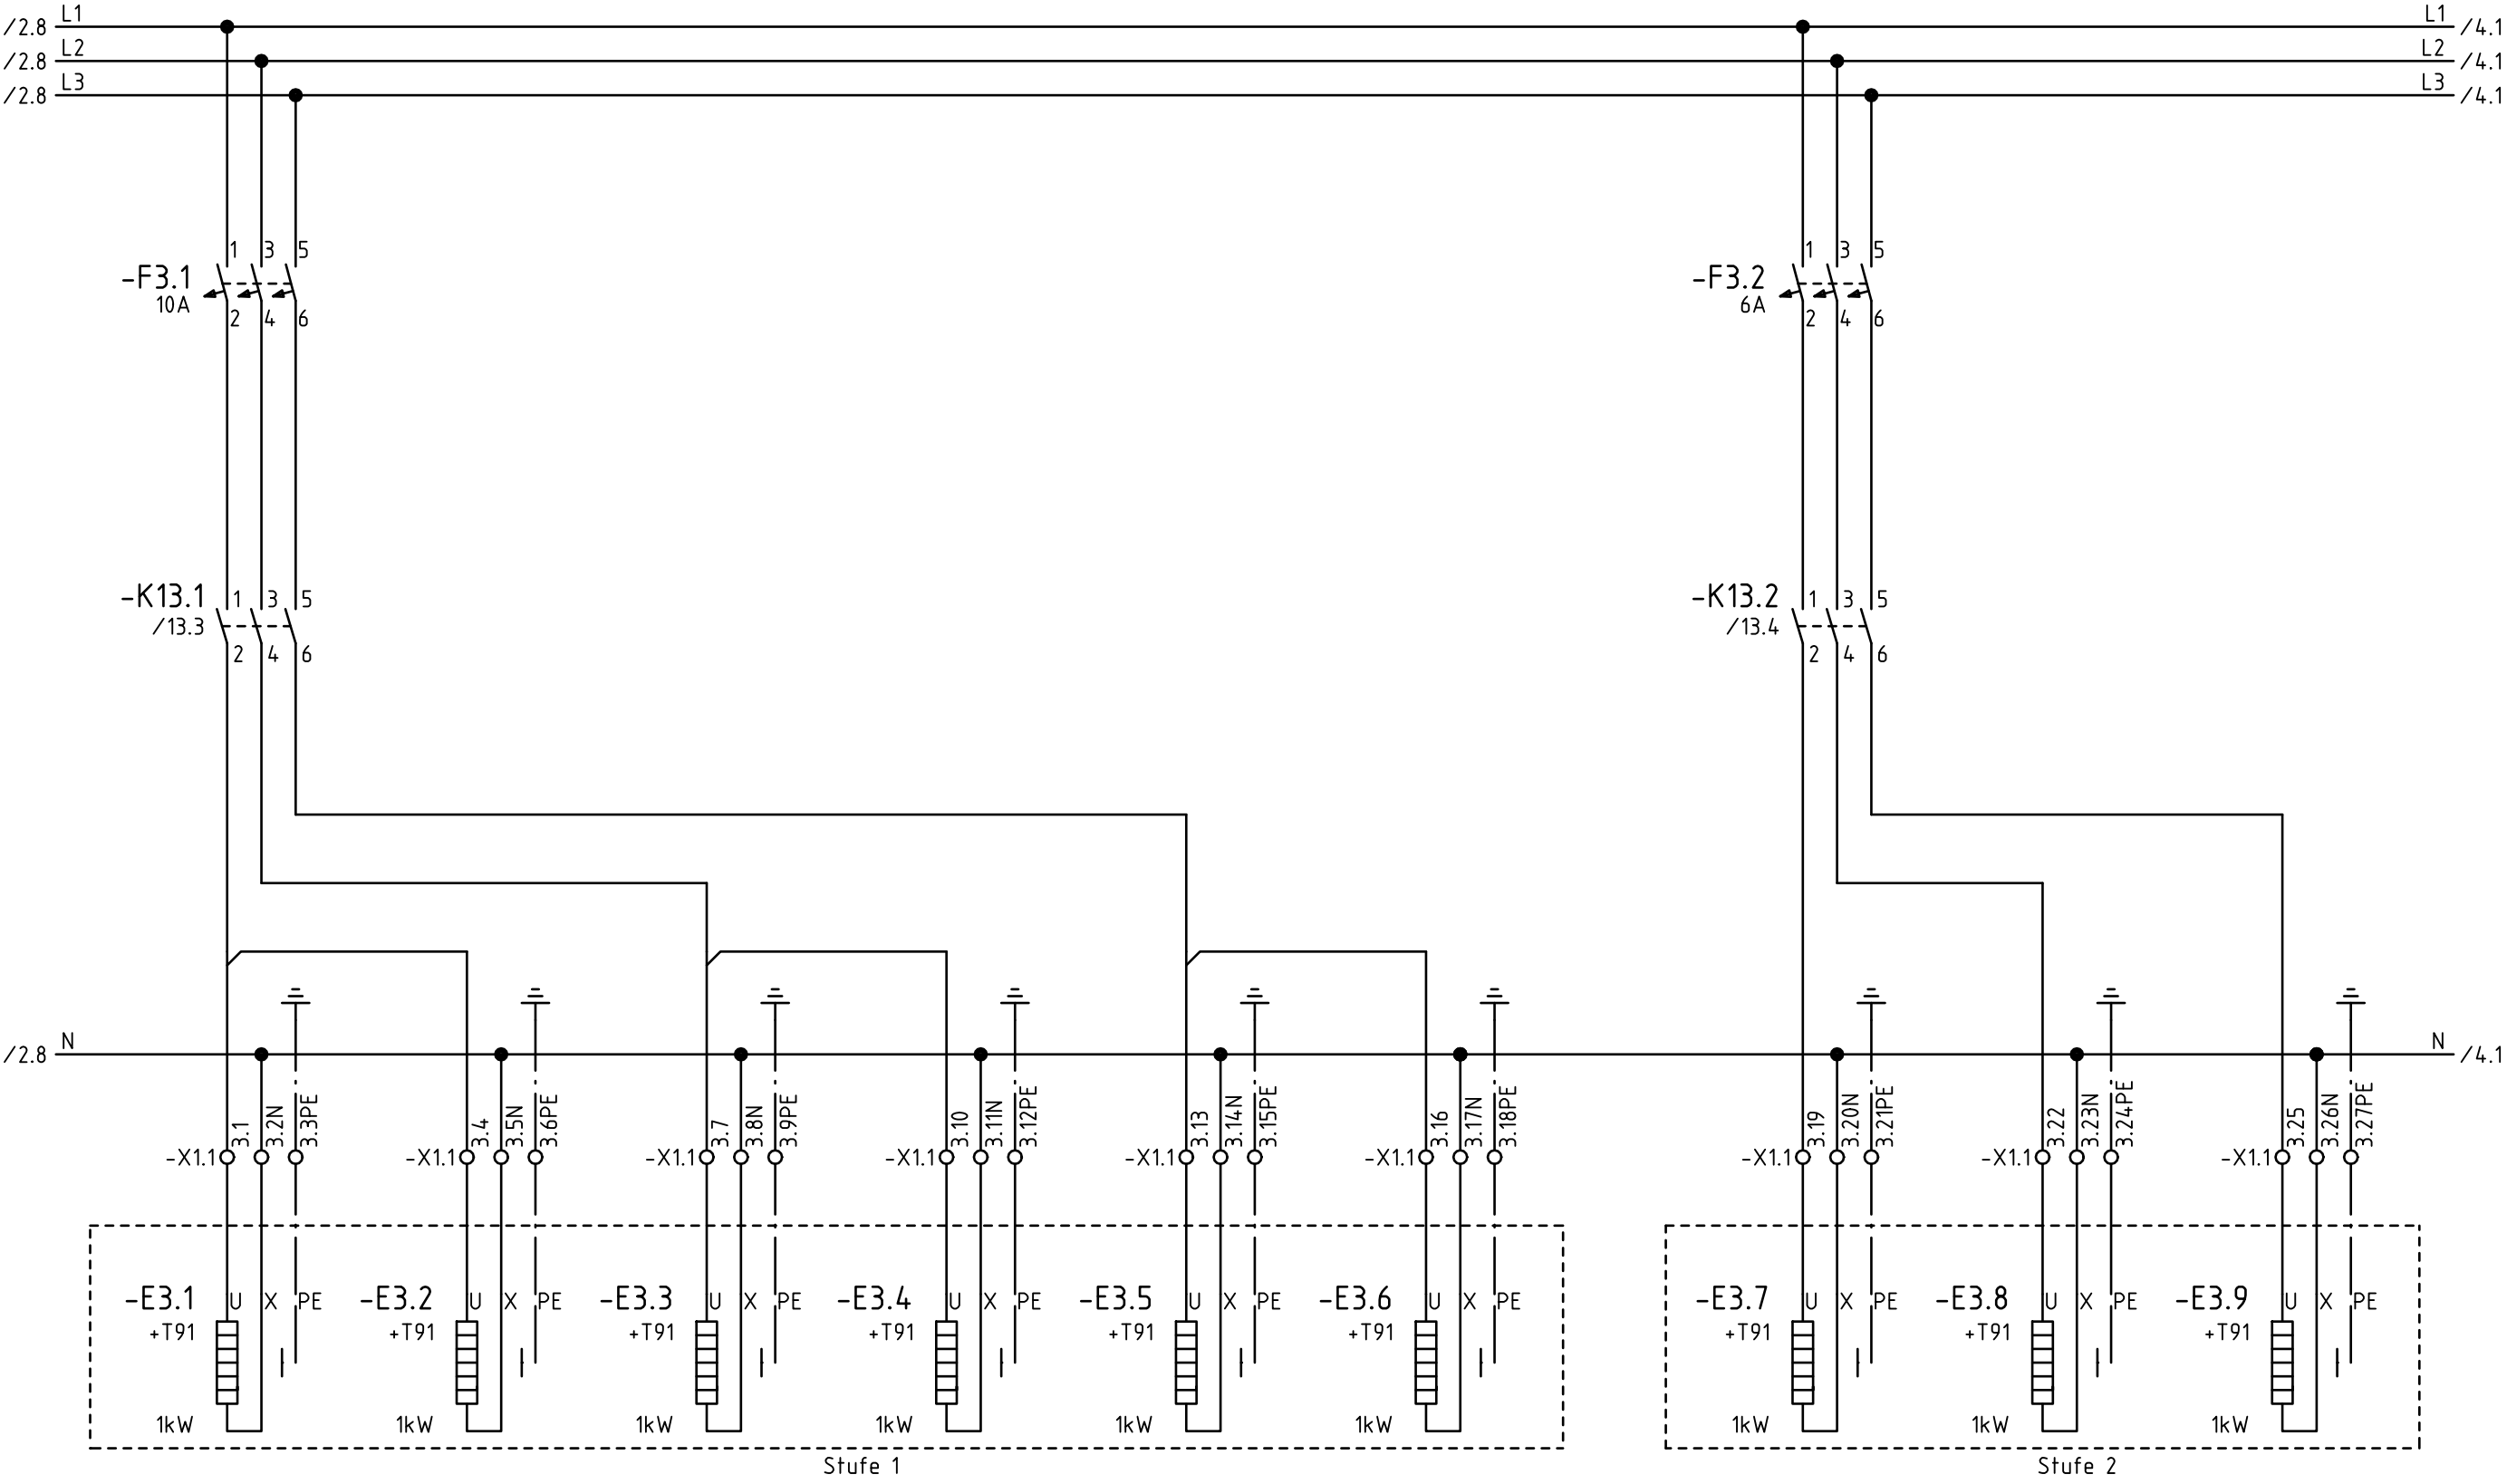 L1 L1
/2.8 /4.1
L2 L2
/2.8 /4.1
L3 L3
/2.8 /4.1
1 3 5 1 3 5
-F3.1 -F3.2
10A 6A
2 4 6 2 4 6
-K13.1 1 3 5 -K13.2 1 3 5
/13.3 /13.4
2 4 6 2 4 6
N N
/2.8 /4.1
3.1 3.2N 3.3PE 3.4 3.5N 3.6PE 3.7 3.8N 3.9PE 3.10 3.11N 3.12PE 3.13 3.14N 3.15PE 3.16 3.17N 3.18PE 3.19 3.20N 3.21PE 3.22 3.23N 3.24PE 3.25 3.26N 3.27PE
-X1.1 -X1.1 -X1.1 -X1.1 -X1.1 -X1.1 -X1.1 -X1.1 -X1.1
-E3.1 U X PE -E3.2 U X PE -E3.3 U X PE -E3.4 U X PE -E3.5 U X PE -E3.6 U X PE -E3.7 U X PE -E3.8 U X PE -E3.9 U X PE
+T91 +T91 +T91 +T91 +T91 +T91 +T91 +T91 +T91
1kW 1kW 1kW 1kW 1kW 1kW 1kW 1kW 1kW
Stufe 1 Stufe 2